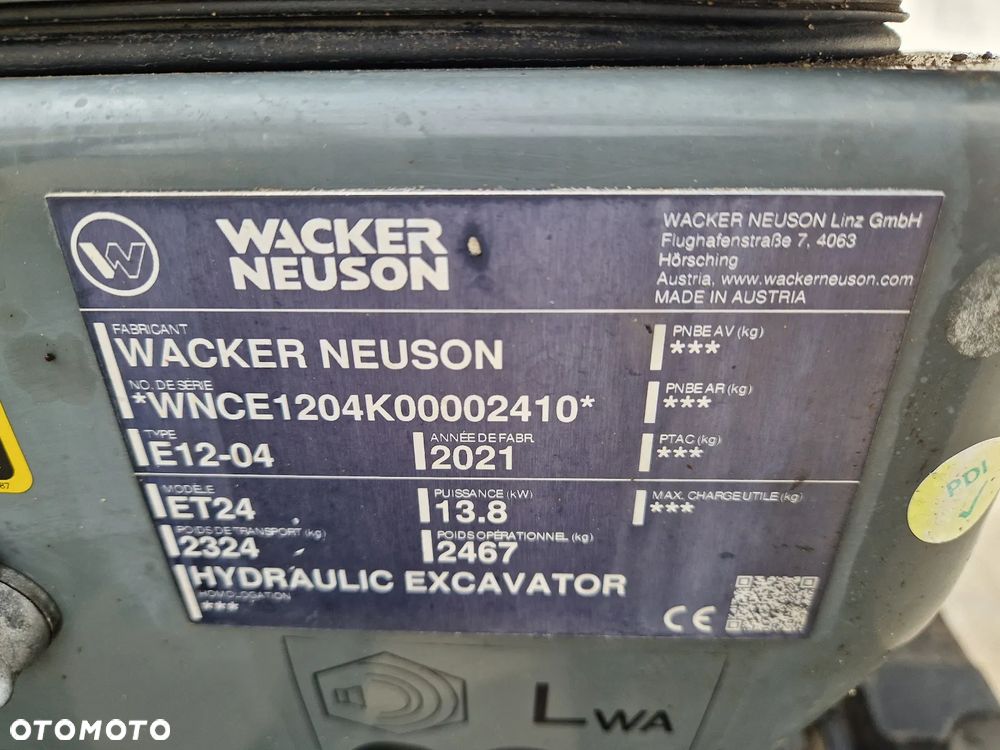 W
WACKER
NEUSON
WACKER NEUSON Linz GmbH
Flughafenstraße 7, 4063
Hörsching
Austria, www.wackerneuson.com
MADE IN AUSTRIA
FABRICANT
WACKER NEUSON
PNBE AV (kg)
***
NO. DE SÉRIE
*WNCE1204K00002410*
PNBE AR (kg)
***
TYPE
E12-04
ANNÉE DE FABR.
2021
PTAC (kg)
***
MODÈLE
ET24
PUISSANCE (kW)
13.8
MAX. CHARGE UTILE (kg)
***
POIDS DE TRANSPORT (kg)
2324
POIDS OPÉRATIONNEL (kg)
2467
HYDRAULIC EXCAVATOR
HOMOLOGATION
***
CE
PDI
87
LWA
OTOMOTO